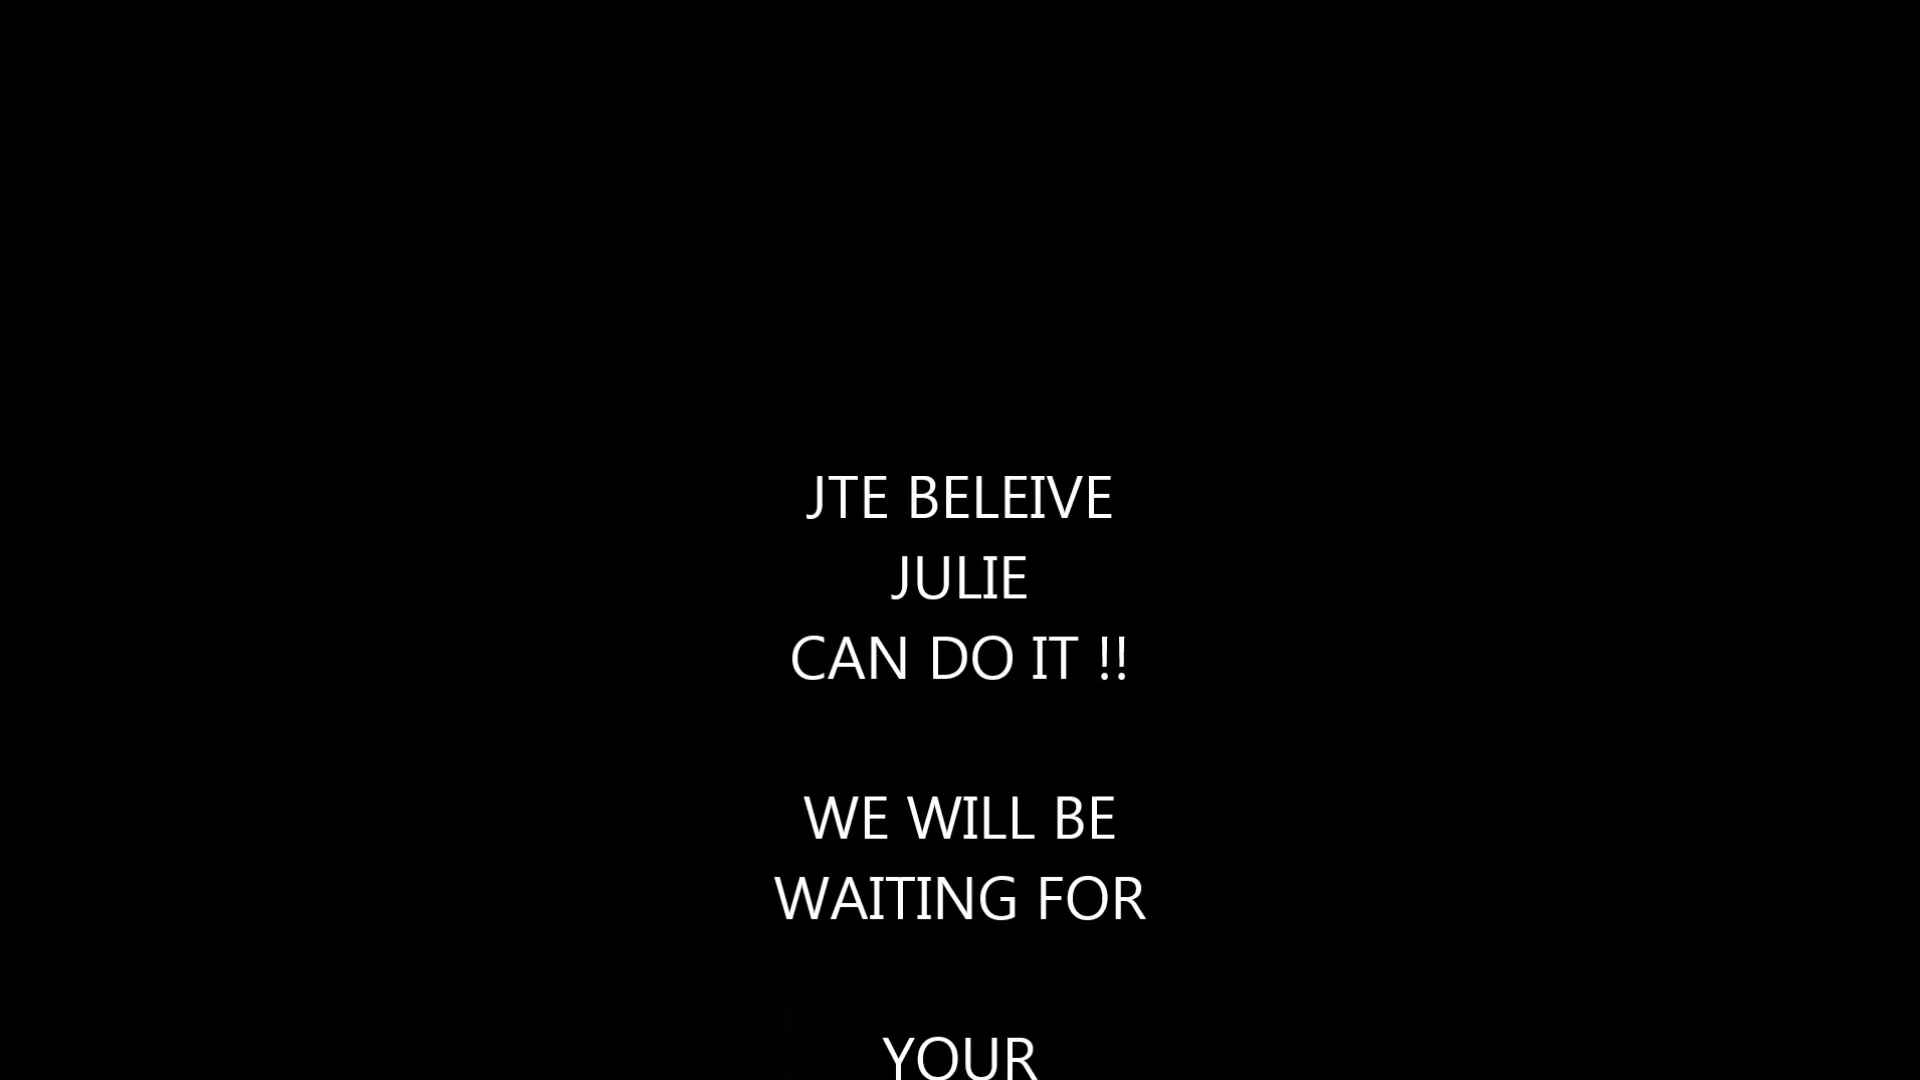 JTE BELEIVE
JULIE
CAN DO IT !!
WE WILL BE
WAITING FOR
YOUR